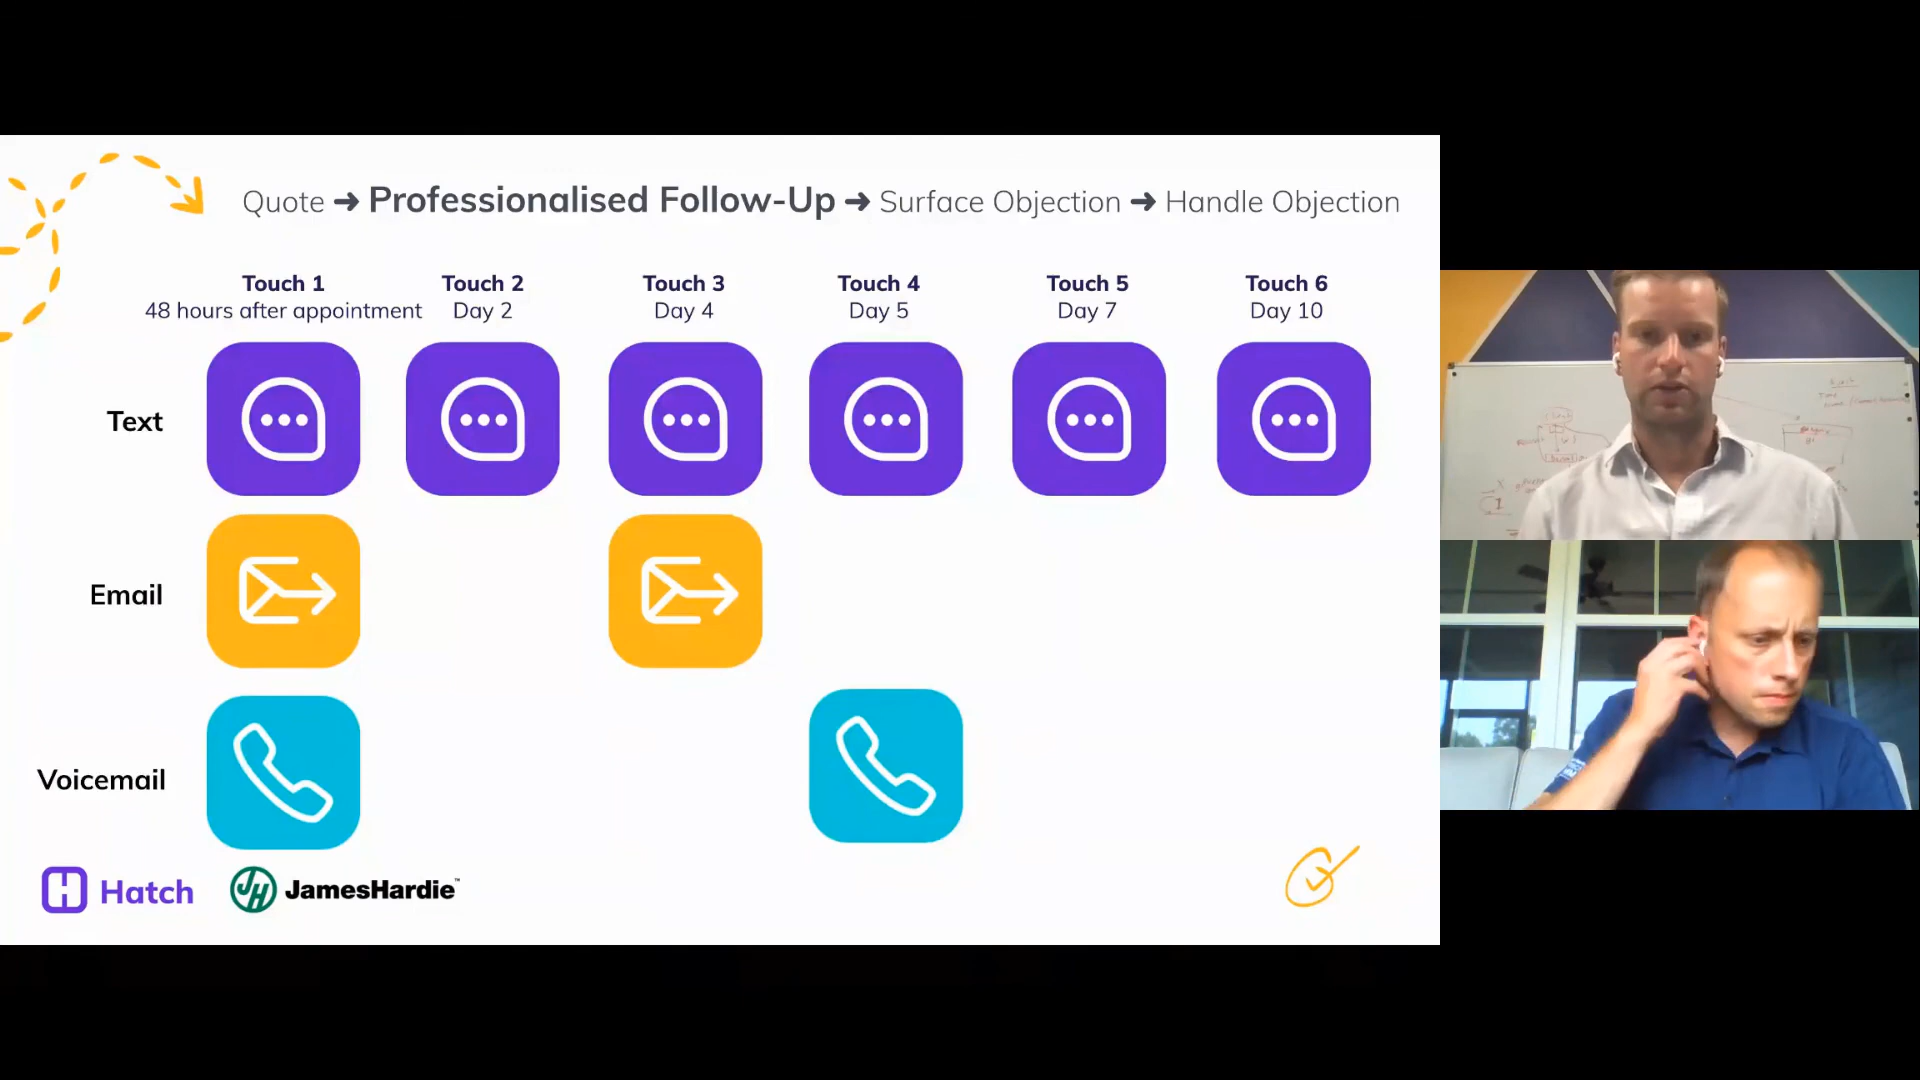 Quote → Professionalised Follow-Up → Surface Objection → Handle Objection
Touch 1 Touch 2 Touch 3 Touch 4 Touch 5 Touch 6
48 hours after appointment Day 2 Day 4 Day 5 Day 7 Day 10
Text
Email
Voicemail
Hatch JH JamesHardie™